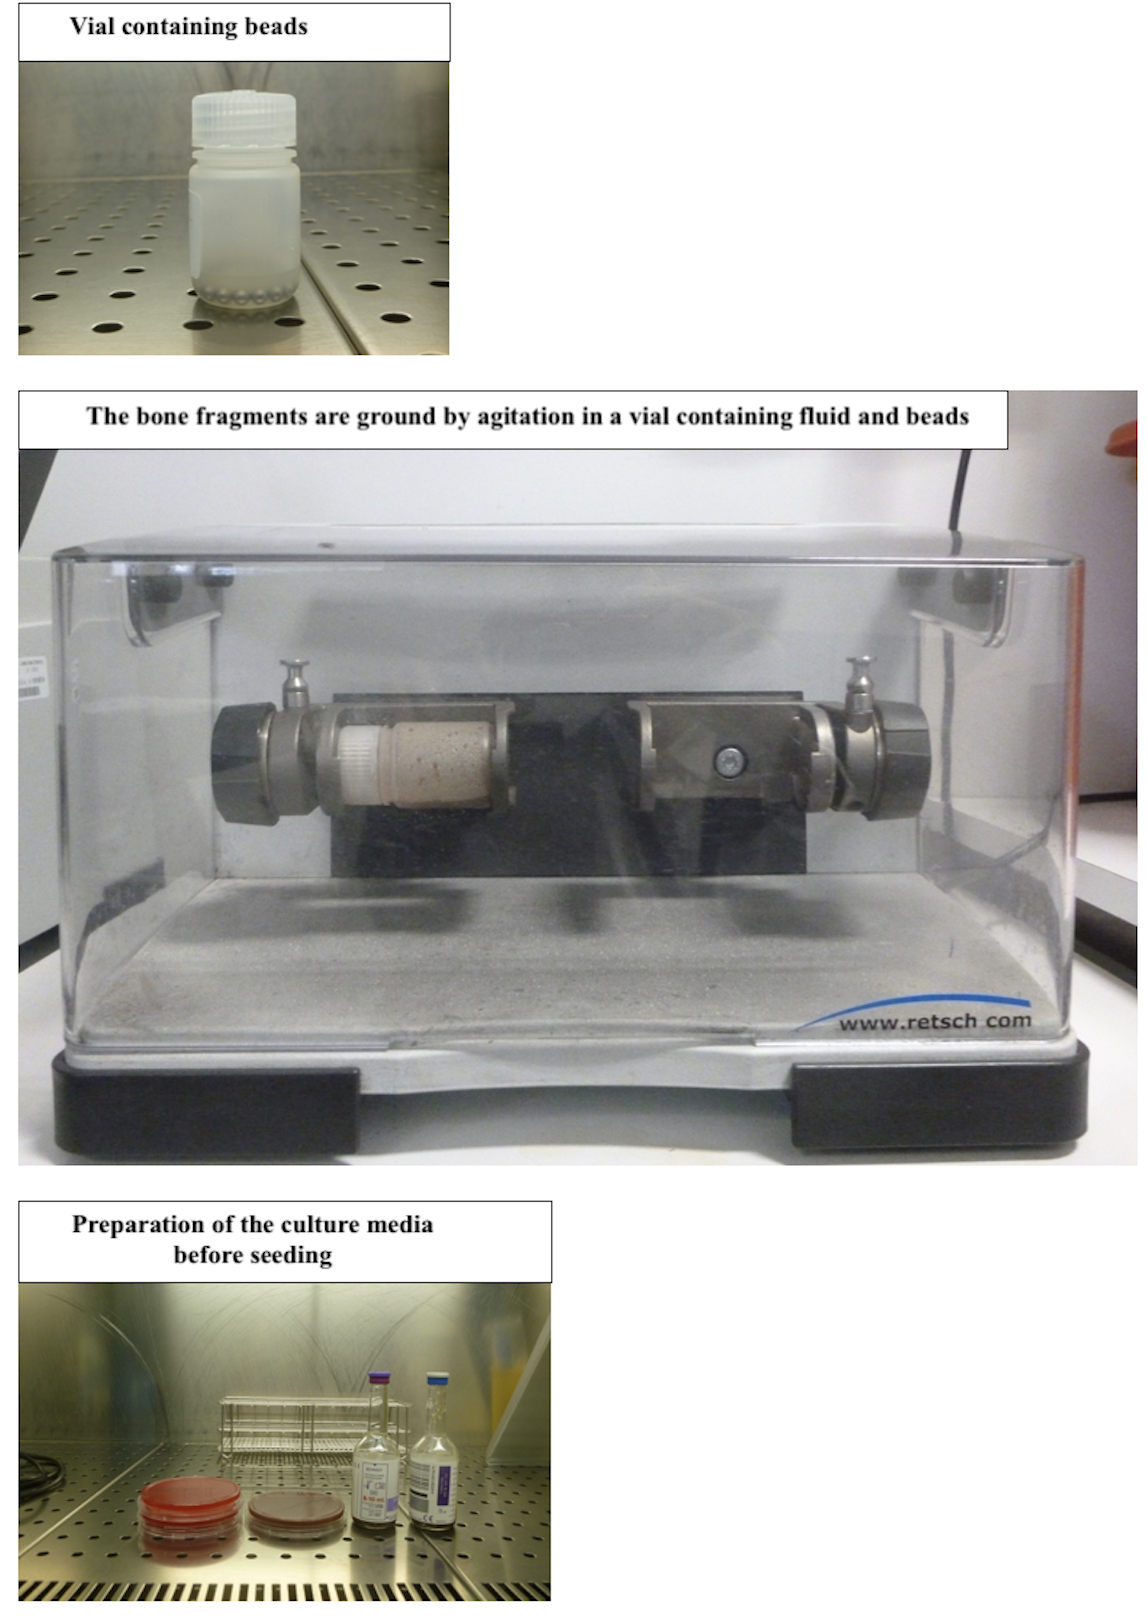 Vial containing beads
The bone fragments are ground by agitation in a vial containing fluid and beads
www.retsch com
Preparation of the culture media
before seeding